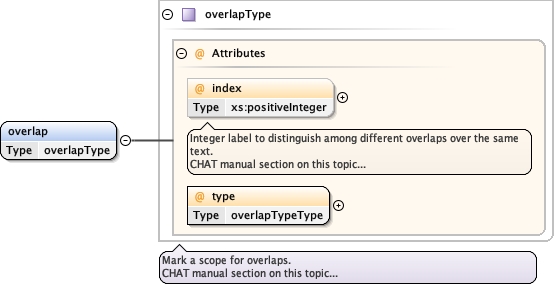 overlapType
@ Attributes
@ index
Type xs:positiveInteger
Integer label to distinguish among different overlaps over the same
text.
CHAT manual section on this topic...
overlap
Type overlapType
@ type
Type overlapTypeType
Mark a scope for overlaps.
CHAT manual section on this topic...